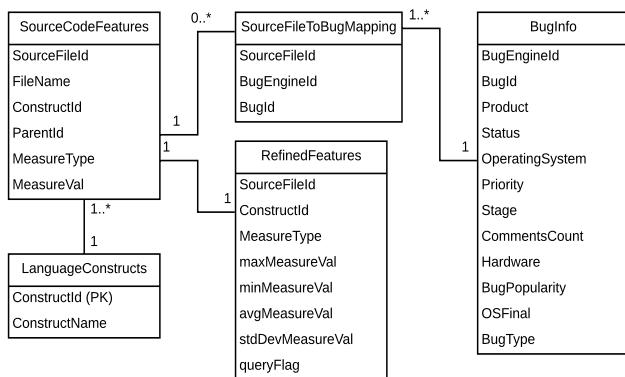 SourceCodeFeatures
SourceFileId
FileName
ConstructId
ParentId
MeasureType
MeasureVal
0..*
1
1
1..*
1
LanguageConstructs
ConstructId (PK)
ConstructName
SourceFileToBugMapping
SourceFileId
BugEngineId
BugId
1..*
1
RefinedFeatures
SourceFileId
1
ConstructId
MeasureType
maxMeasureVal
minMeasureVal
avgMeasureVal
stdDevMeasureVal
queryFlag
BugInfo
BugEngineId
BugId
Product
Status
OperatingSystem
Priority
Stage
CommentsCount
Hardware
BugPopularity
OSFinal
BugType